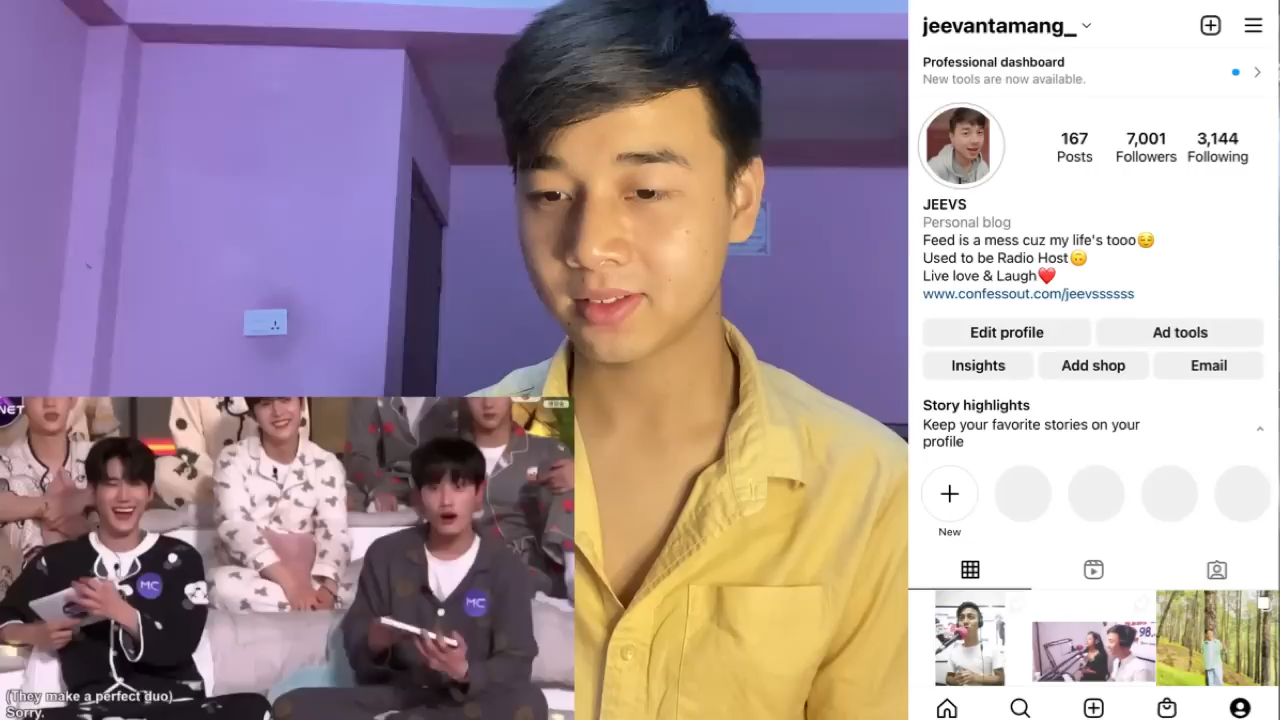 jeevantamang_
Professional dashboard
New tools are now available.
167
Posts
7,001
Followers
3,144
Following
JEEVS
Personal blog
Feed is a mess cuz my life's tooo😌
Used to be Radio Host🙃
Live love & Laugh❤️
www.confessout.com/jeevssssss
Edit profile
Ad tools
Insights
Add shop
Email
Story highlights
Keep your favorite stories on your
profile
New
98.
NET
MC
MC
(They make a perfect duo)
Sorry.